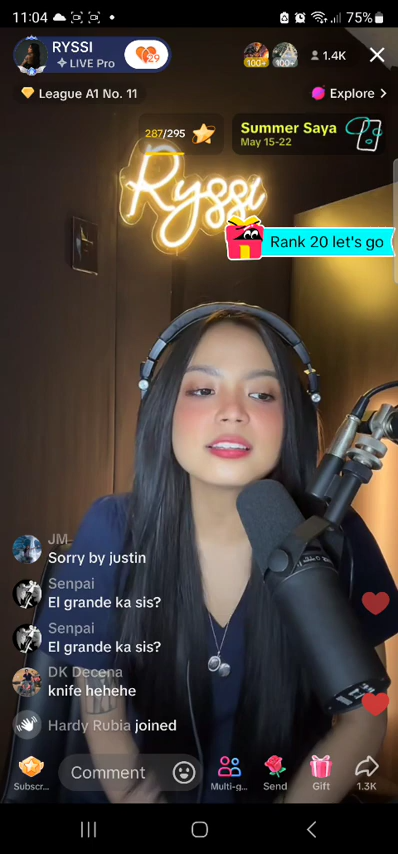 11:04
75%
RYSSI
LIVE Pro
29
100+
100+
1.4K
League A1 No. 11
Explore >
287/295
Summer Saya
May 15-22
Ryssi
Rank 20 let's go
JM
Sorry by justin
Senpai
El grande ka sis?
Senpai
El grande ka sis?
DK Decena
knife hehehe
Hardy Rubia joined
Comment
Subscr...
Multi-g...
Send
Gift
1.3K